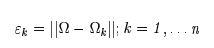 εₖ = ||Ω − Ωₖ||; k = 1, … n